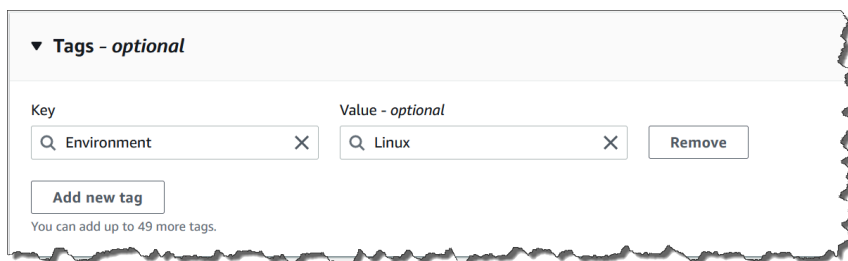 Tags - optional
Key Value - optional
Environment Linux Remove
Add new tag
You can add up to 49 more tags.